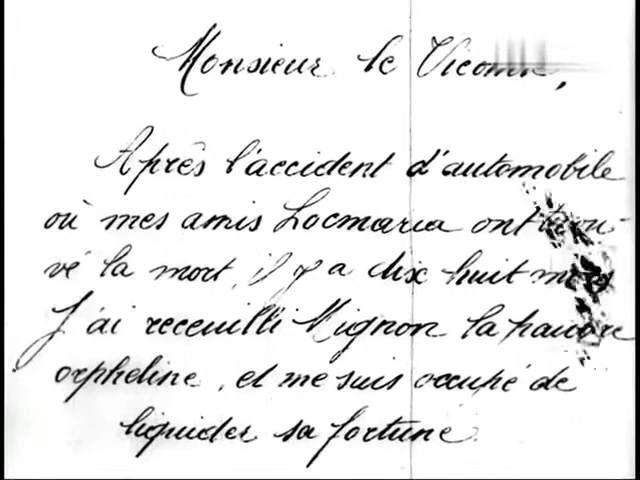 Monsieur le Vicomte,
Après l'accident d'automobile
où mes amis Locmaria ont trou-
vé la mort, il y a dix huit mois
J'ai receuilli Mignon la pauvre
orpheline, et me suis occupé de
liquider sa fortune